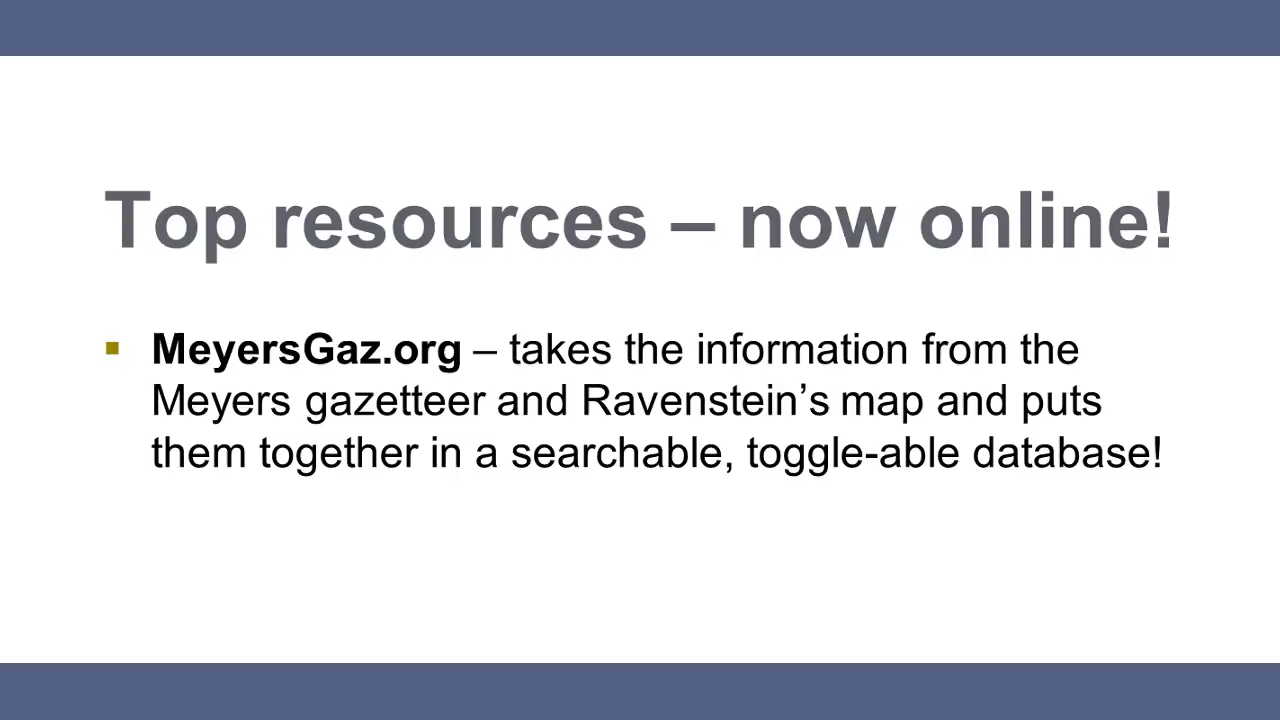 Top resources – now online!
▪ MeyersGaz.org – takes the information from the
Meyers gazetteer and Ravenstein’s map and puts
them together in a searchable, toggle-able database!